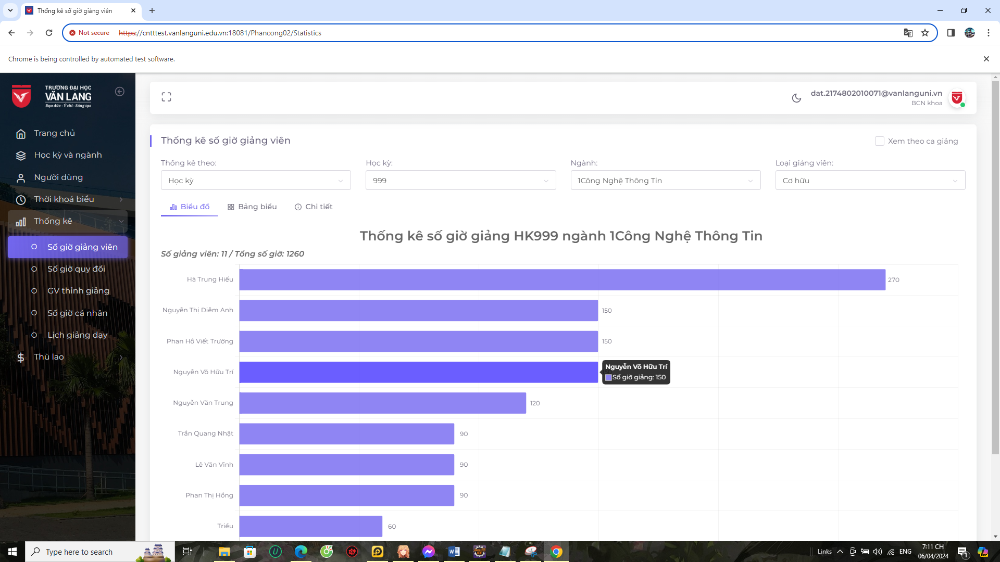 Thống kê số giờ giảng viên
Not secure
https://cntttest.vanlanguni.edu.vn:18081/Phancong02/Statistics
Chrome is being controlled by automated test software.
TRƯỜNG ĐẠI HỌC
VĂN LANG
Đạo đức - Ý chí - Sáng tạo
dat.2174802010071@vanlanguni.vn
BCN khoa
Trang chủ
Học kỳ và ngành
Người dùng
Thời khoá biểu
Thống kê
Số giờ giảng viên
Số giờ quy đổi
GV thỉnh giảng
Số giờ cá nhân
Lịch giảng dạy
Thù lao
Thống kê số giờ giảng viên
Xem theo ca giảng
Thống kê theo:
Học kỳ
Học kỳ:
999
Ngành:
1Công Nghệ Thông Tin
Loại giảng viên:
Cơ hữu
Biểu đồ
Bảng biểu
Chi tiết
Thống kê số giờ giảng HK999 ngành 1Công Nghệ Thông Tin
Số giảng viên: 11 / Tổng số giờ: 1260
Hà Trung Hiếu 270
Nguyễn Thị Diễm Anh 150
Phan Hồ Viết Trường 150
Nguyễn Võ Hữu Trí
Nguyễn Võ Hữu Trí
Số giờ giảng: 150
Nguyễn Văn Trung 120
Trần Quang Nhật 90
Lê Văn Vĩnh 90
Phan Thị Hồng 90
Triều 60
Type here to search
Links
ENG
7:11 CH
06/04/2024
1
PRE